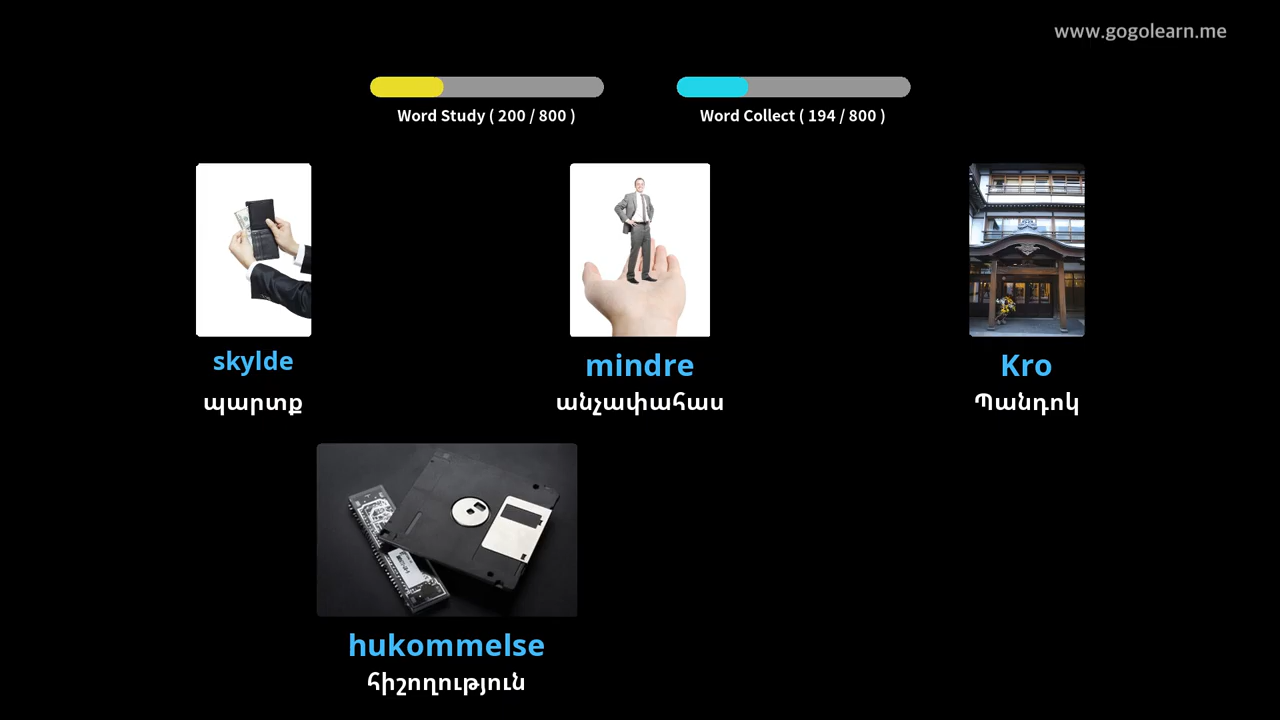 www.gogolearn.me
Word Study ( 200 / 800 )
Word Collect ( 194 / 800 )
skylde
mindre
Kro
պարտք
անչափահաս
Պանդոկ
hukommelse
հիշողություն